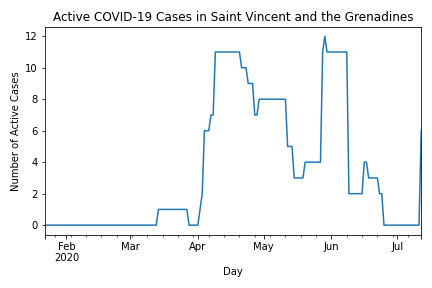 Active COVID-19 Cases in Saint Vincent and the Grenadines
12
10
8
6
4
2
0
Number of Active Cases
Feb Mar Apr May Jun Jul
2020
Day